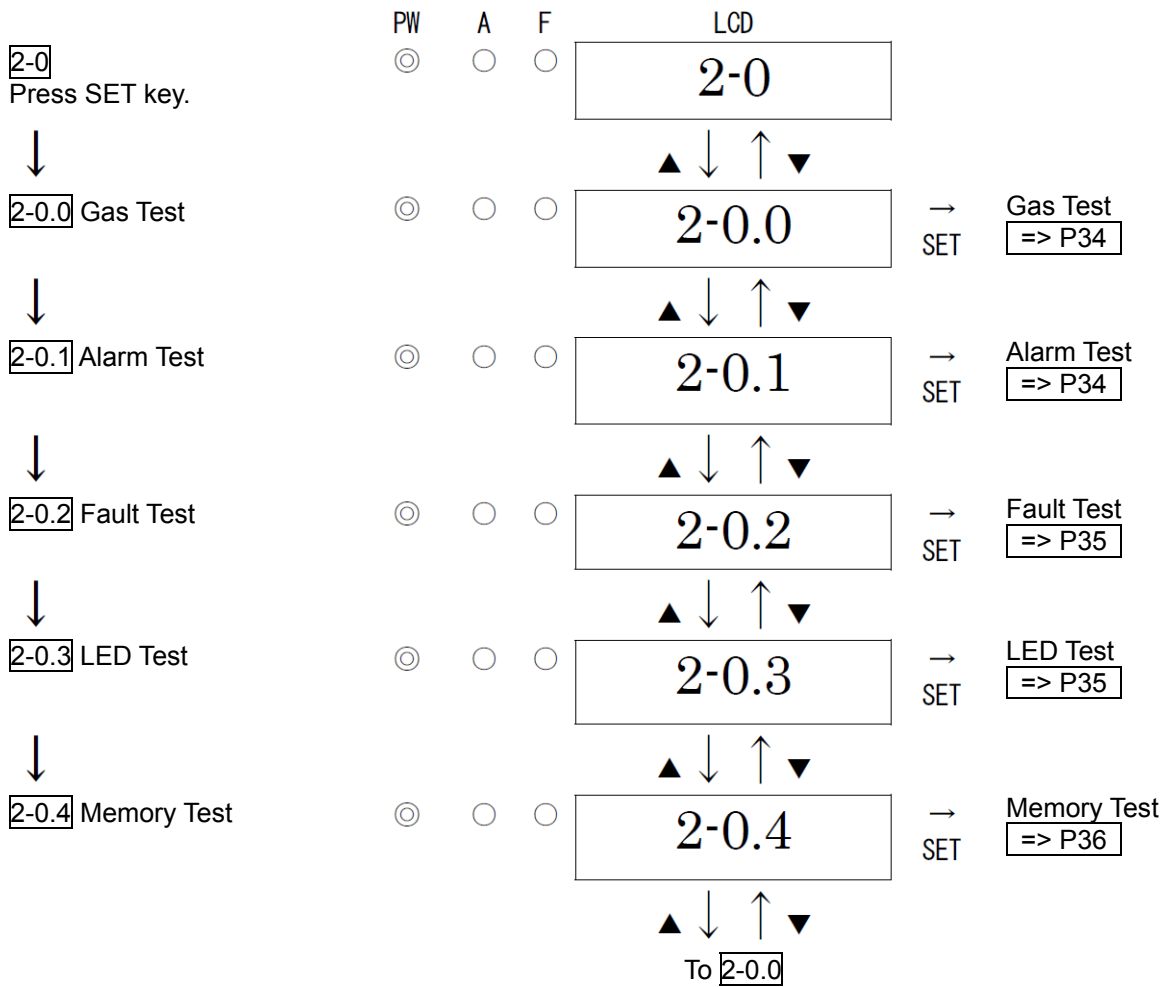 PW A F LCD
2-0 ◎ ○ ○ 2-0
Press SET key.
↓ ▲ ↓ ↑ ▼
2-0.0 Gas Test ◎ ○ ○ 2-0.0 → Gas Test
SET => P34
↓ ▲ ↓ ↑ ▼
2-0.1 Alarm Test ◎ ○ ○ 2-0.1 → Alarm Test
SET => P34
↓ ▲ ↓ ↑ ▼
2-0.2 Fault Test ◎ ○ ○ 2-0.2 → Fault Test
SET => P35
↓ ▲ ↓ ↑ ▼
2-0.3 LED Test ◎ ○ ○ 2-0.3 → LED Test
SET => P35
↓ ▲ ↓ ↑ ▼
2-0.4 Memory Test ◎ ○ ○ 2-0.4 → Memory Test
SET => P36
▲ ↓ ↑ ▼
To 2-0.0